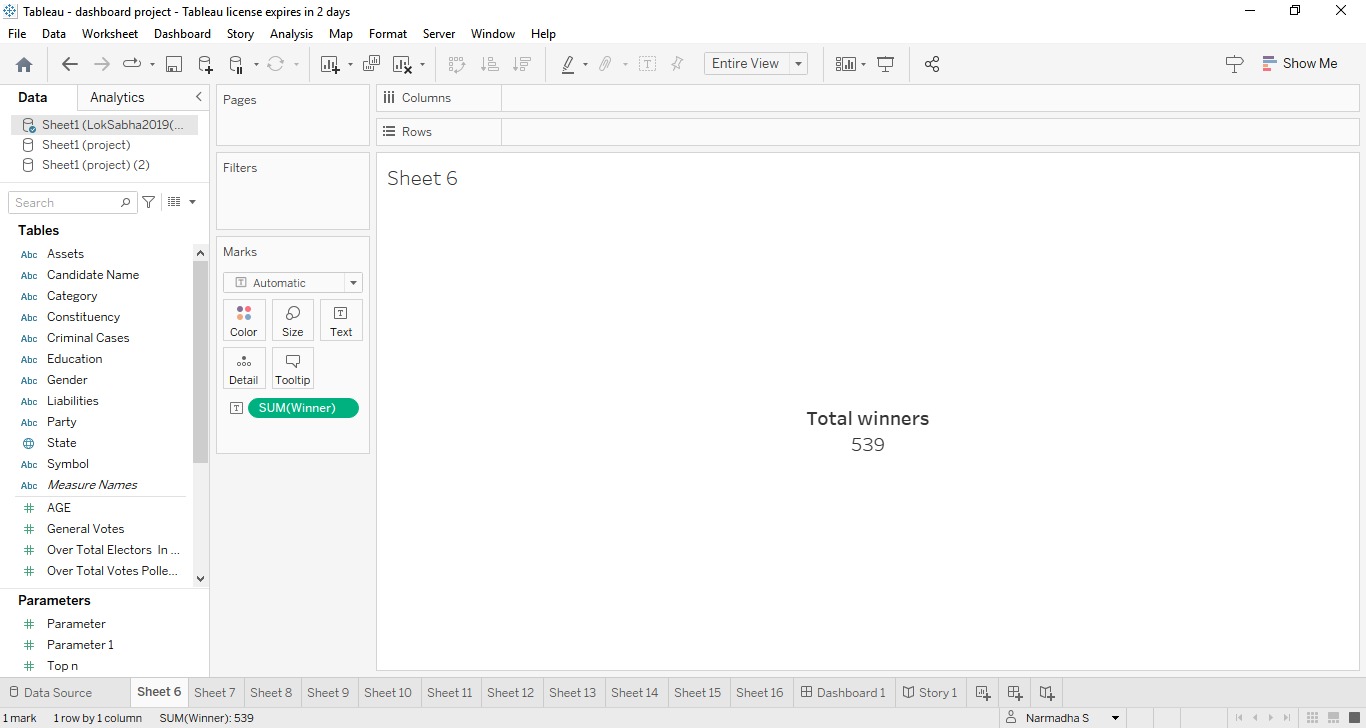 Tableau - dashboard project - Tableau license expires in 2 days
File Data Worksheet Dashboard Story Analysis Map Format Server Window Help
Entire View
Show Me
Data Analytics
Sheet1 (LokSabha2019(...
Sheet1 (project)
Sheet1 (project) (2)
Search
Tables
Abc Assets
Abc Candidate Name
Abc Category
Abc Constituency
Abc Criminal Cases
Abc Education
Abc Gender
Abc Liabilities
Abc Party
State
Abc Symbol
Abc Measure Names
# AGE
# General Votes
# Over Total Electors In ...
# Over Total Votes Polle...
Parameters
# Parameter
# Parameter 1
# Top n
Pages
Filters
Marks
T Automatic
Color Size Text
Detail Tooltip
T SUM(Winner)
Columns
Rows
Sheet 6
Total winners
539
Data Source Sheet 6 Sheet 7 Sheet 8 Sheet 9 Sheet 10 Sheet 11 Sheet 12 Sheet 13 Sheet 14 Sheet 15 Sheet 16 Dashboard 1 Story 1
1 mark 1 row by 1 column SUM(Winner): 539 Narmadha S